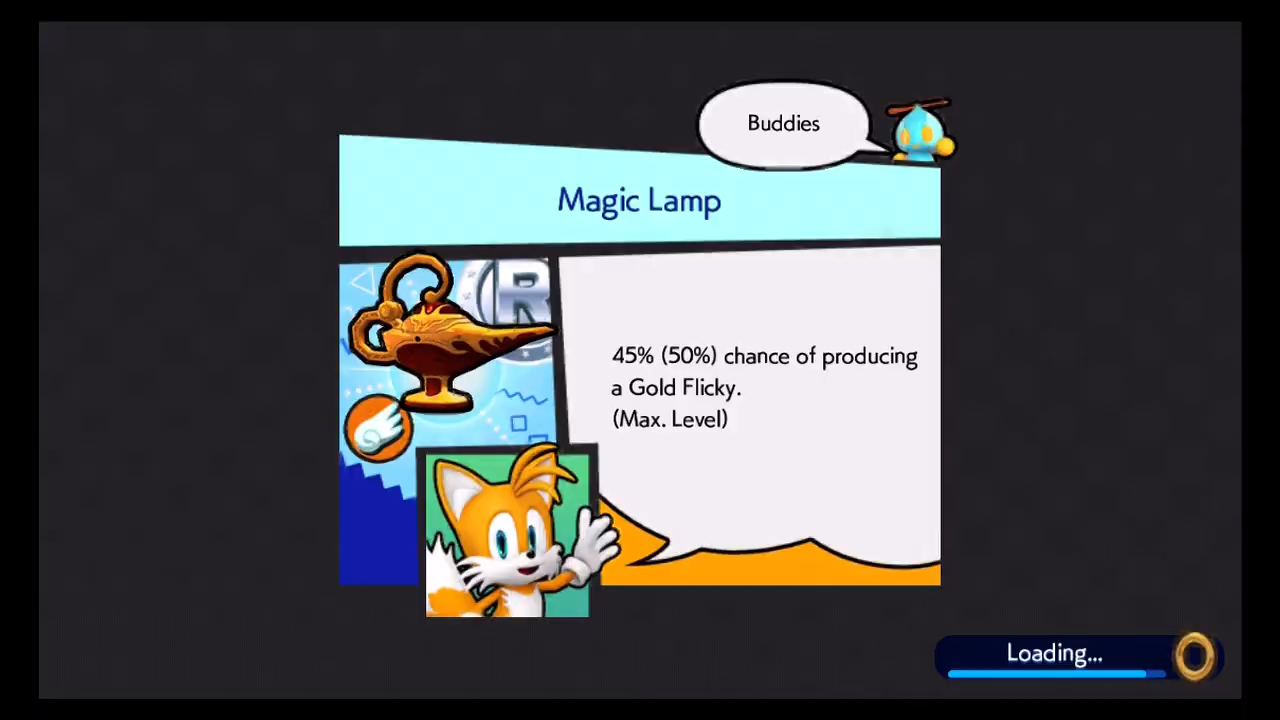 Buddies
Magic Lamp
R
45% (50%) chance of producing
a Gold Flicky.
(Max. Level)
Loading...